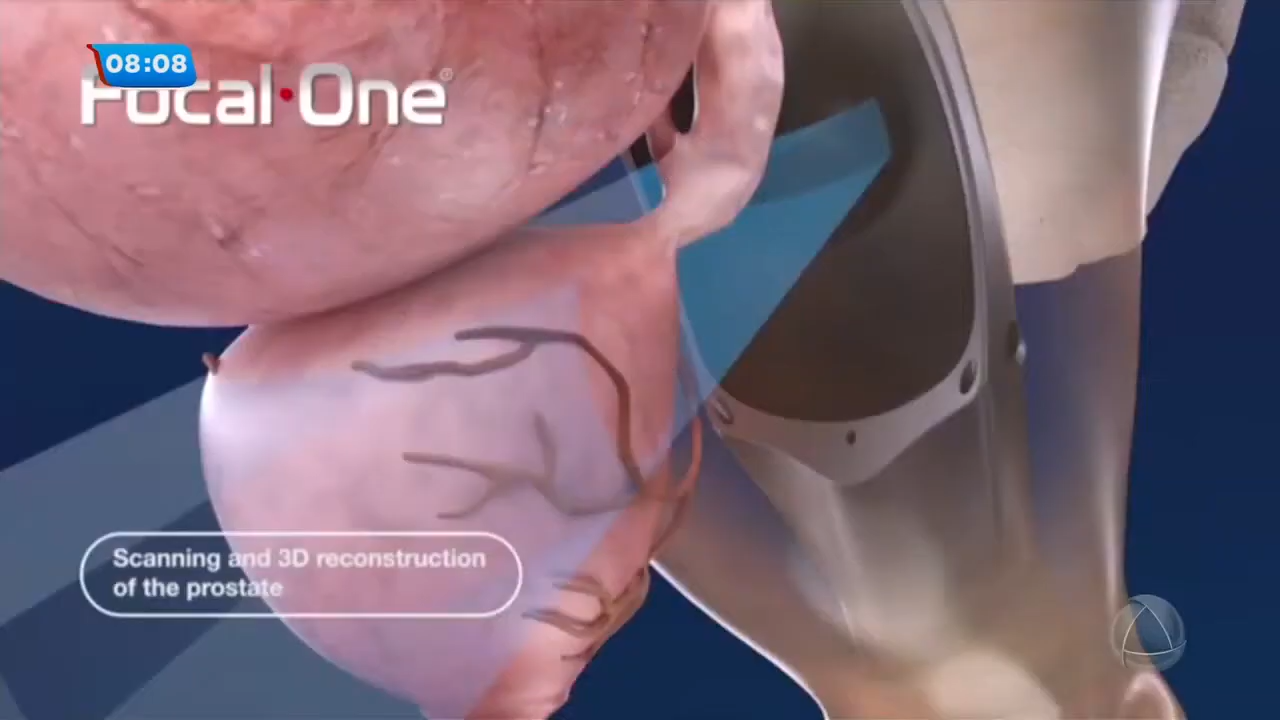 08:08
Focal·One®
Scanning and 3D reconstruction
of the prostate